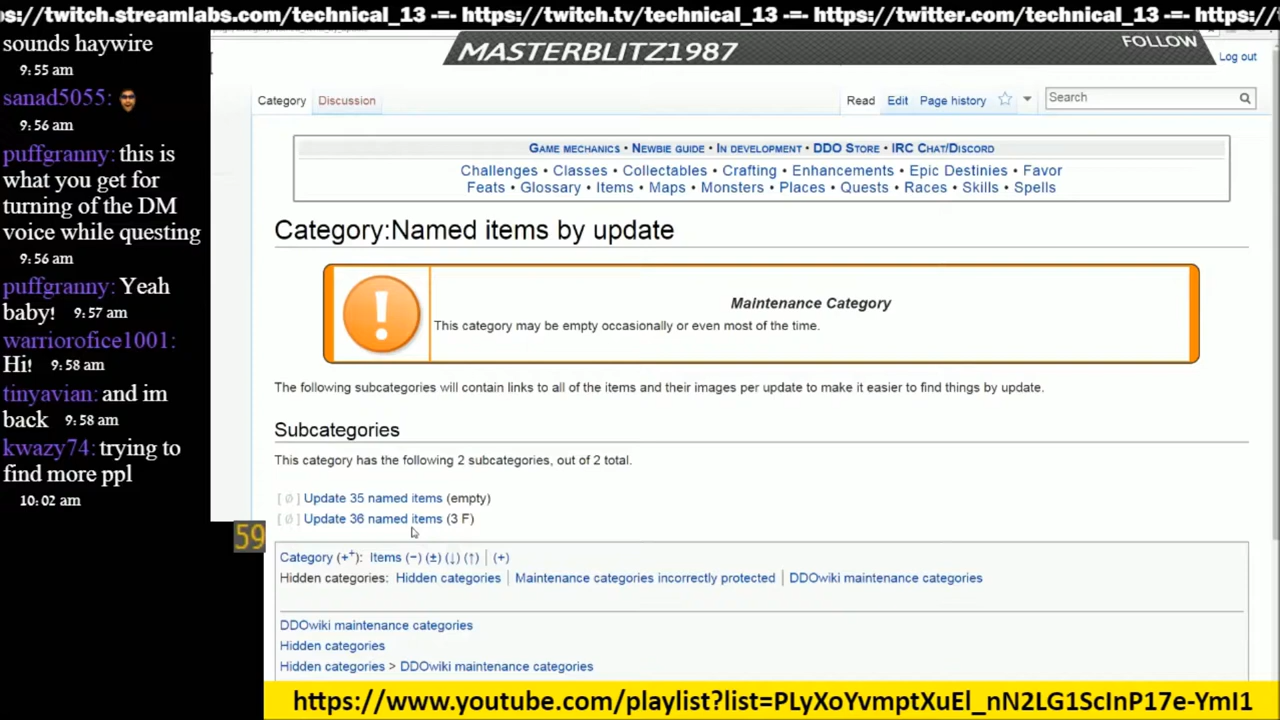 s://twitch.streamlabs.com/technical_13 -=- https://twitch.tv/technical_13 -=- https://twitter.com/technical_13 -=- https://t
MASTERBLITZ1987
FOLLOW
Log out
sounds haywire
9:55 am
sanad5055:
9:56 am
puffgranny: this is
what you get for
turning of the DM
voice while questing
9:56 am
puffgranny: Yeah
baby! 9:57 am
warriorofice1001:
Hi! 9:58 am
tinyavian: and im
back 9:58 am
kwazy74: trying to
find more ppl
10:02 am
Category Discussion Read Edit Page history Search
Game mechanics • Newbie guide • In development • DDO Store • IRC Chat/Discord
Challenges • Classes • Collectables • Crafting • Enhancements • Epic Destinies • Favor
Feats • Glossary • Items • Maps • Monsters • Places • Quests • Races • Skills • Spells
Category:Named items by update
Maintenance Category
This category may be empty occasionally or even most of the time.
The following subcategories will contain links to all of the items and their images per update to make it easier to find things by update.
Subcategories
This category has the following 2 subcategories, out of 2 total.
[∅] Update 35 named items (empty)
[∅] Update 36 named items (3 F)
59
Category (+⁺): Items (−) (±) (↓) (↑) | (+)
Hidden categories: Hidden categories | Maintenance categories incorrectly protected | DDOwiki maintenance categories
DDOwiki maintenance categories
Hidden categories
Hidden categories > DDOwiki maintenance categories
https://www.youtube.com/playlist?list=PLyXoYvmptXuEl_nN2LG1ScInP17e-YmI1